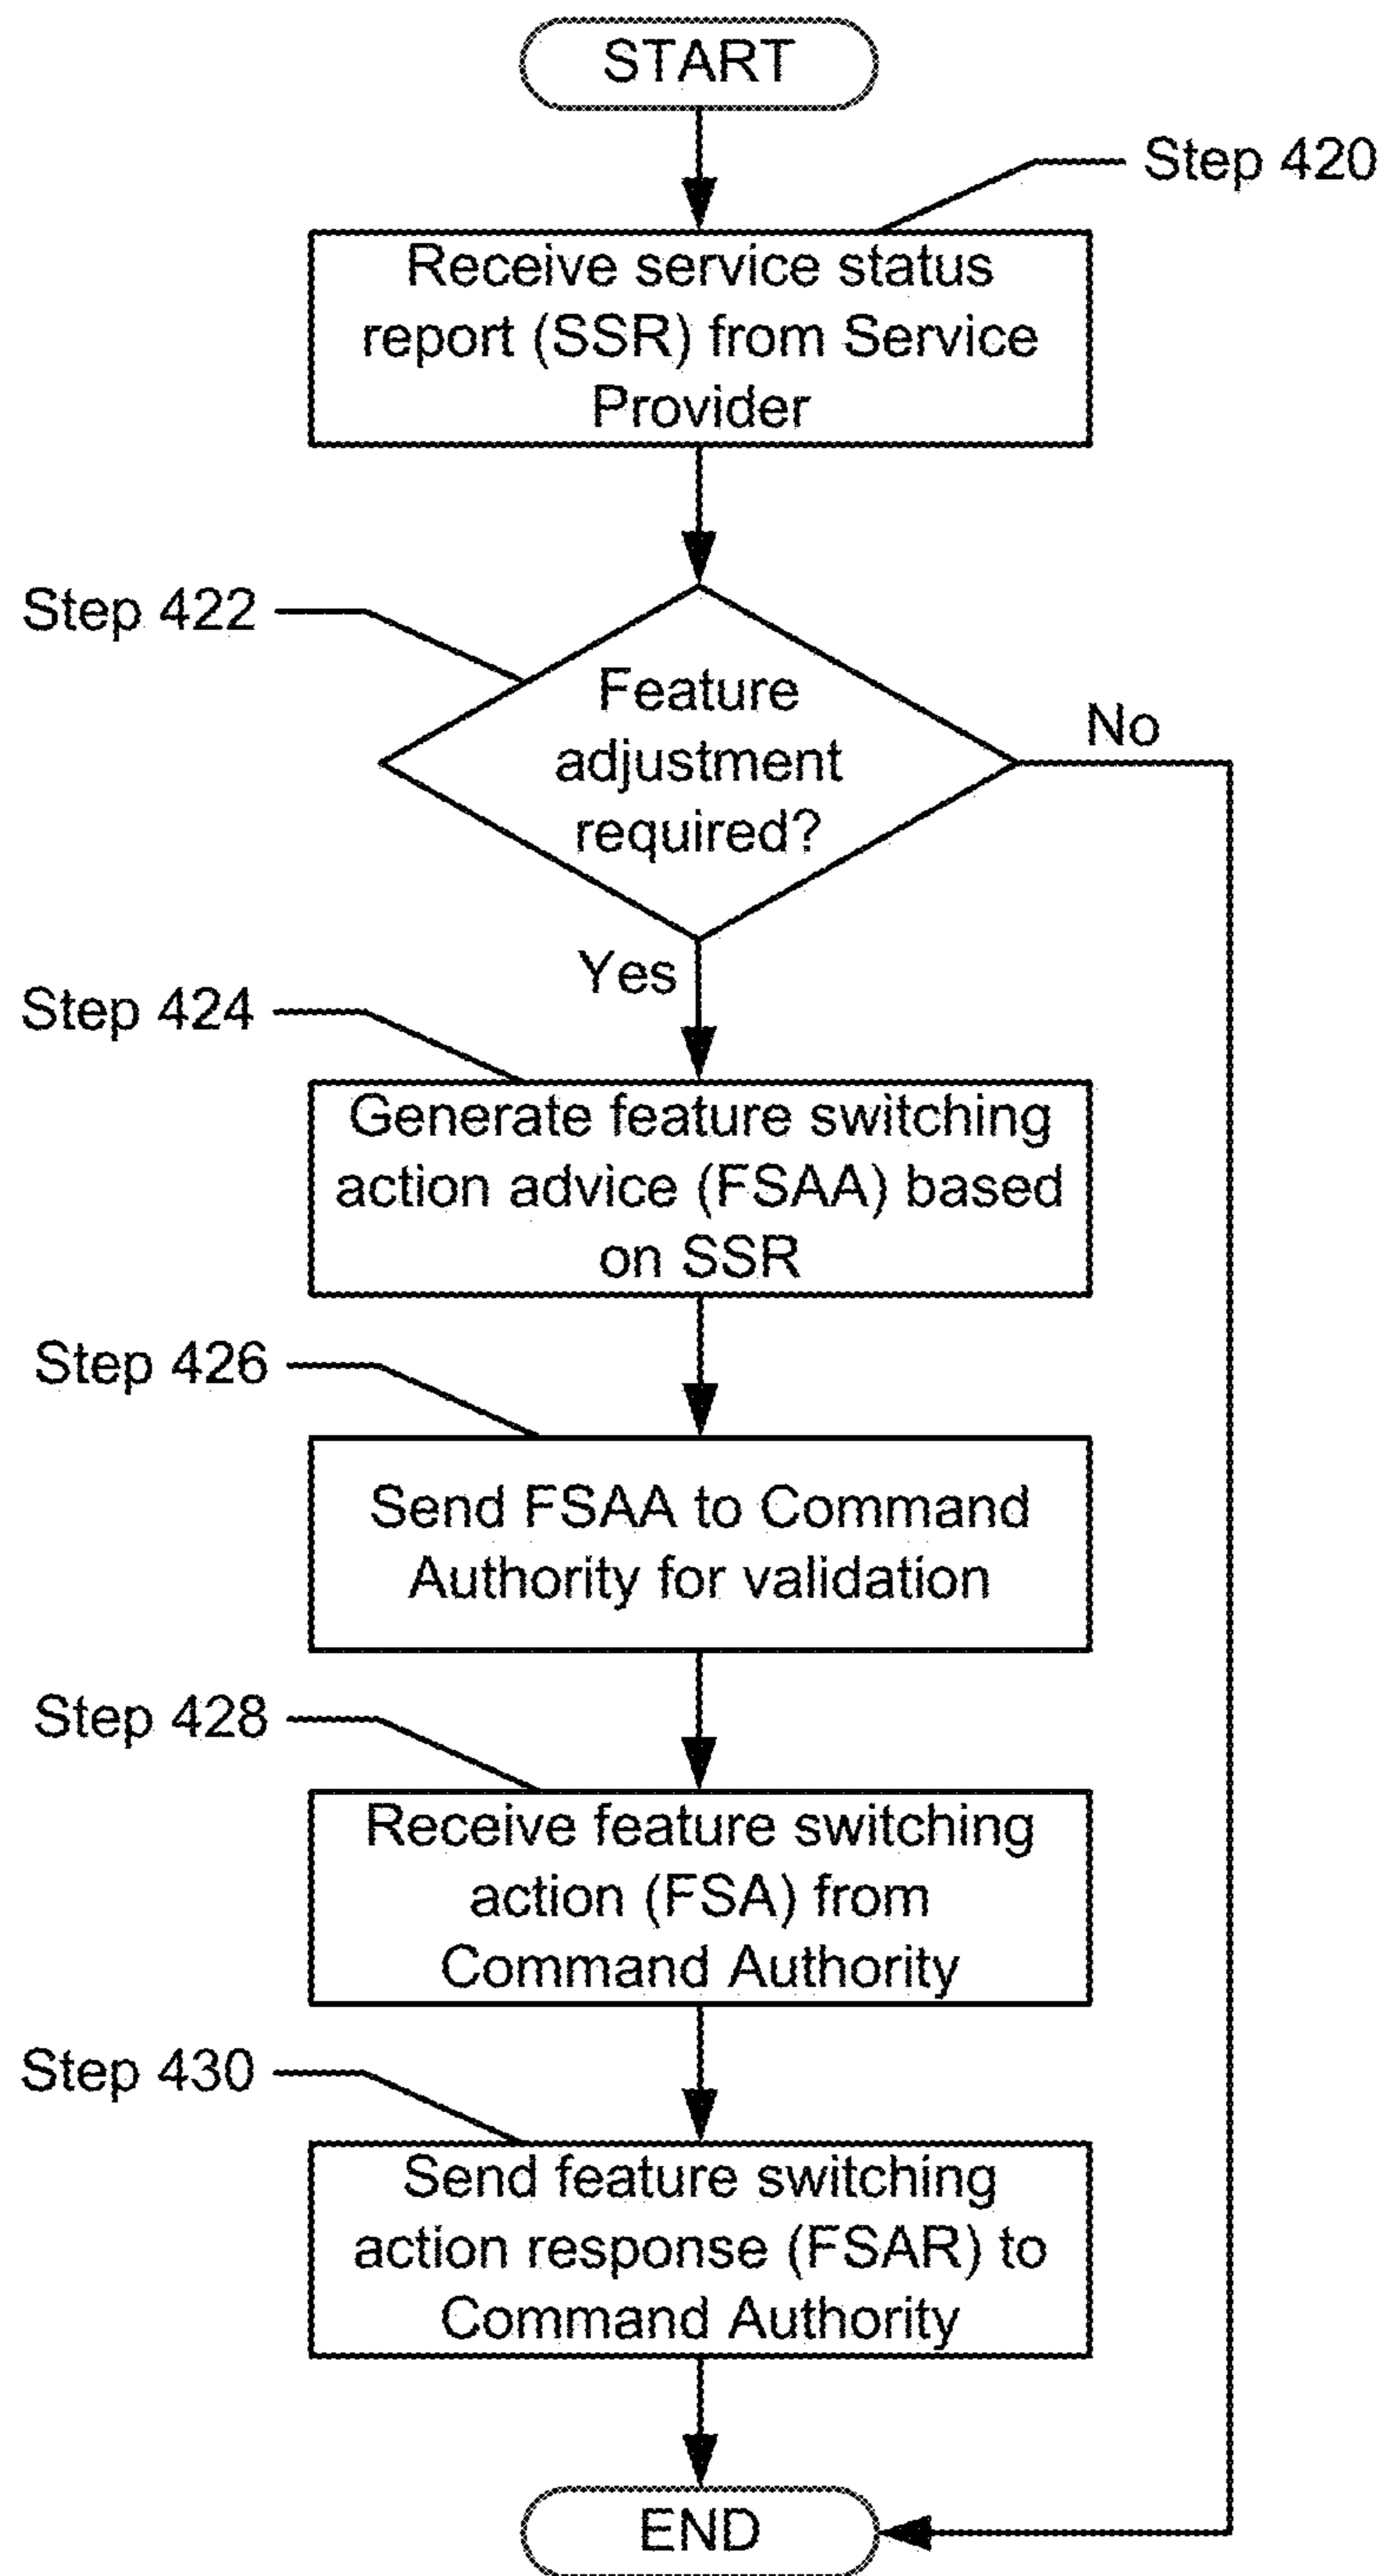 START
Step 420
Receive service status
report (SSR) from Service
Provider
Step 422
Feature
adjustment
required?
No
Yes
Step 424
Generate feature switching
action advice (FSAA) based
on SSR
Step 426
Send FSAA to Command
Authority for validation
Step 428
Receive feature switching
action (FSA) from
Command Authority
Step 430
Send feature switching
action response (FSAR) to
Command Authority
END